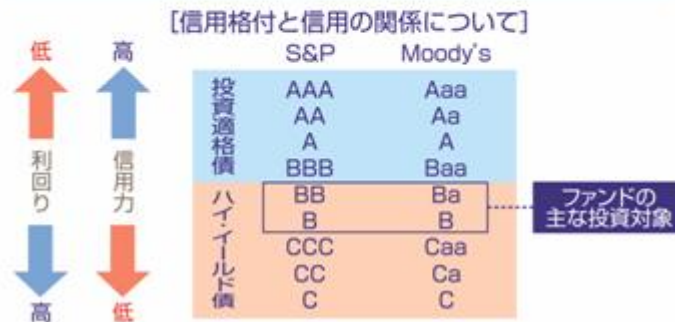 [信用格付と信用の関係について]
S&P Moody's
低 高
利回り 信用力
高 低
投資適格債
AAA Aaa
AA Aa
A A
BBB Baa
ハイ・イールド債
BB Ba
B B
CCC Caa
CC Ca
C C
ファンドの
主な投資対象